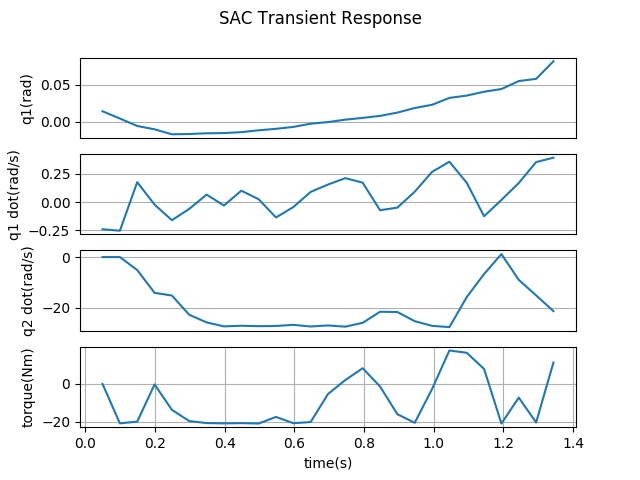 SAC Transient Response
q1(rad)
0.05
0.00
q1 dot(rad/s)
0.25
0.00
−0.25
q2 dot(rad/s)
0
−20
torque(Nm)
0
−20
0.0 0.2 0.4 0.6 0.8 1.0 1.2 1.4
time(s)